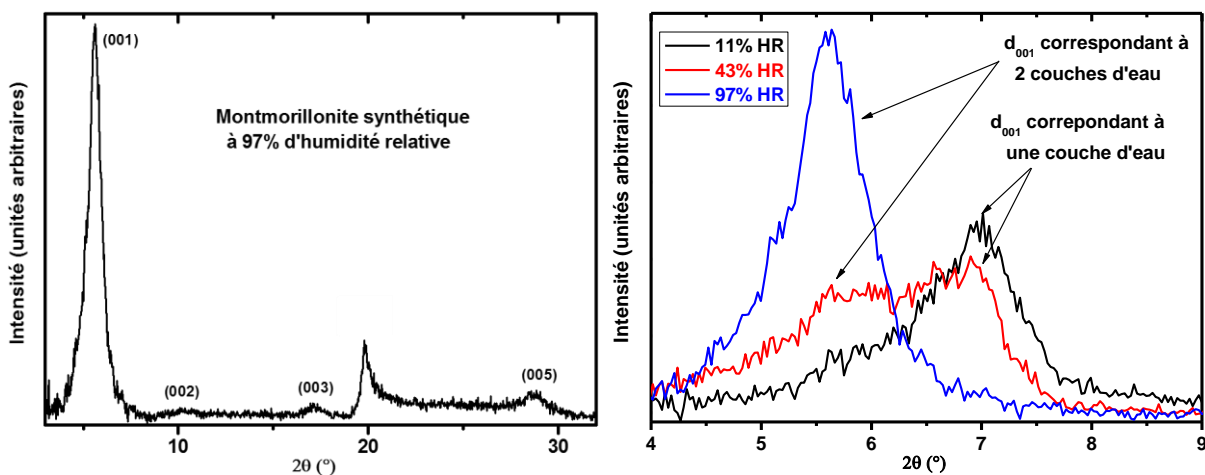 Intensité (unités arbitraires)
(001)
Montmorillonite synthétique
à 97% d'humidité relative
(002)
(003)
(005)
10
20
30
2θ (°)
Intensité (unités arbitraires)
11% HR
43% HR
97% HR
d001 correspondant à
2 couches d'eau
d001 correpondant à
une couche d'eau
4 5 6 7 8 9
2θ (°)